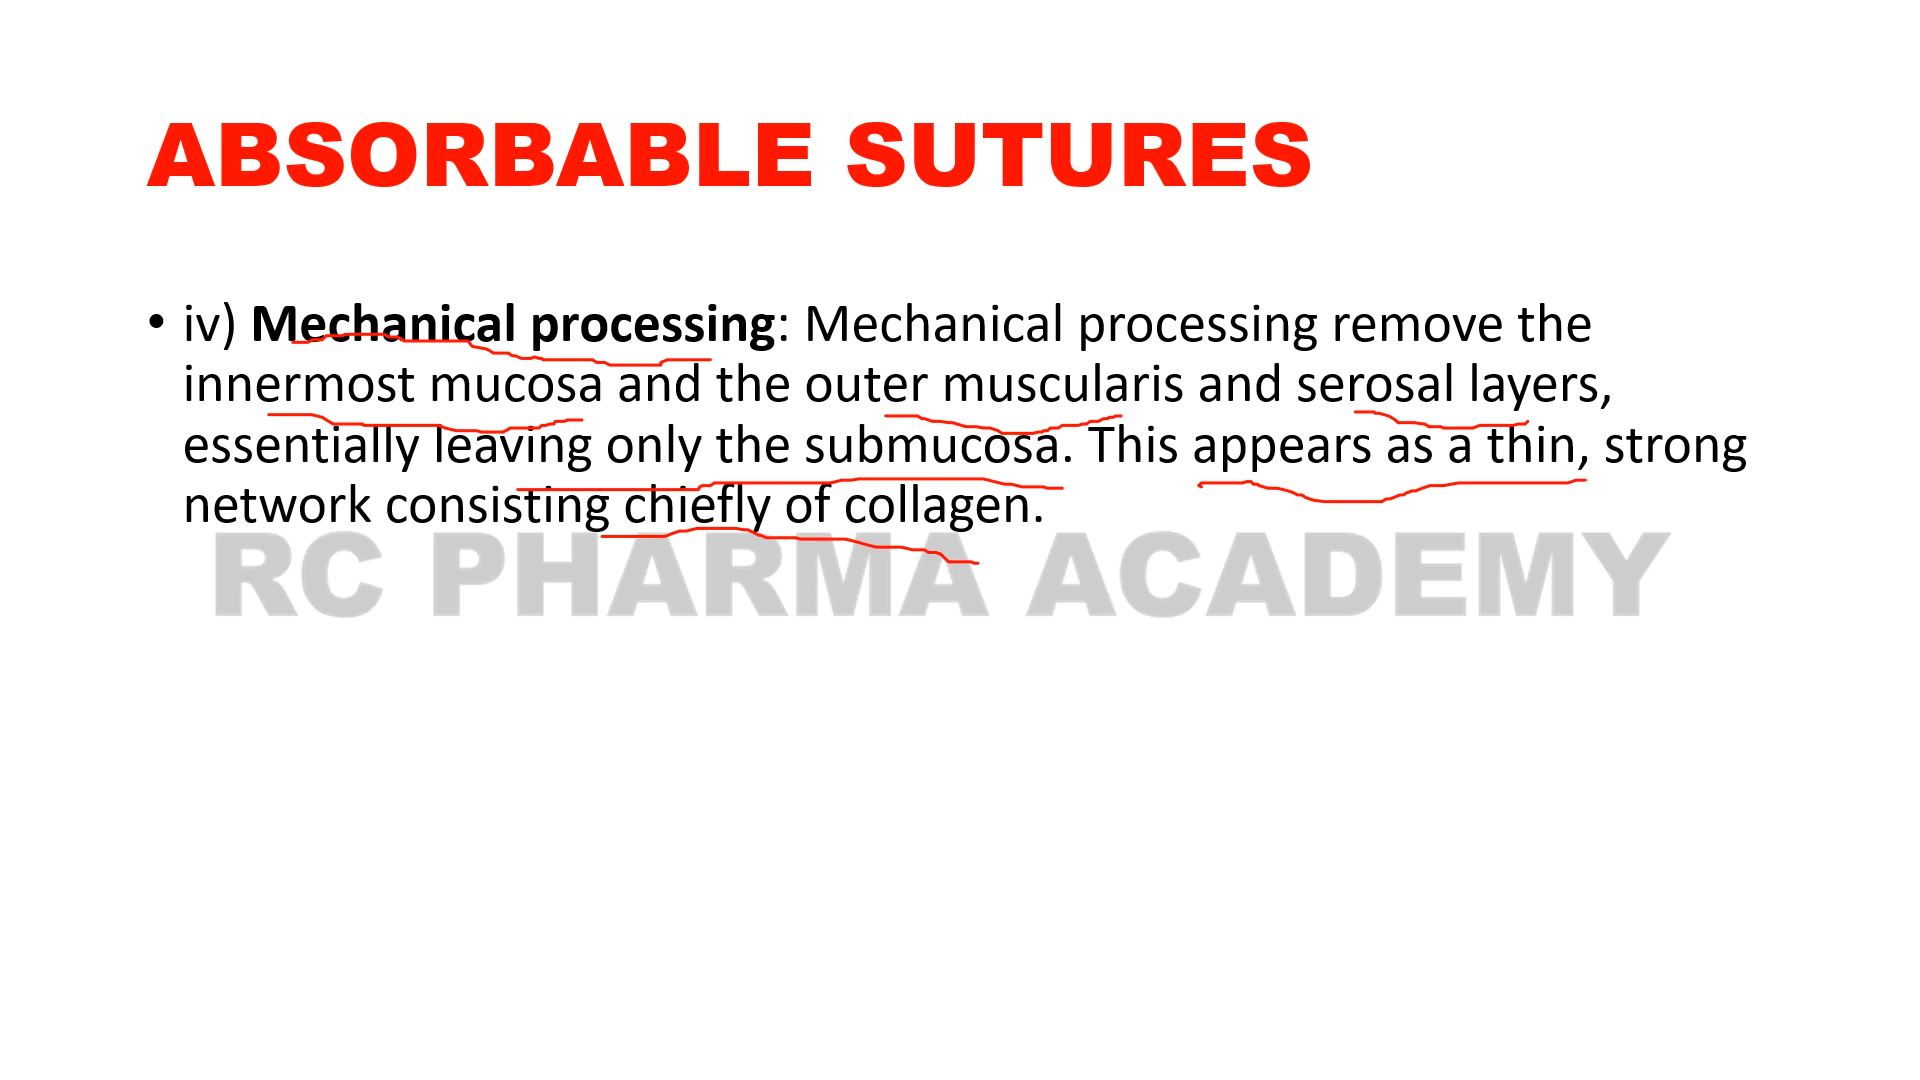 ABSORBABLE SUTURES
• iv) Mechanical processing: Mechanical processing remove the
innermost mucosa and the outer muscularis and serosal layers,
essentially leaving only the submucosa. This appears as a thin, strong
network consisting chiefly of collagen.
RC PHARMA ACADEMY